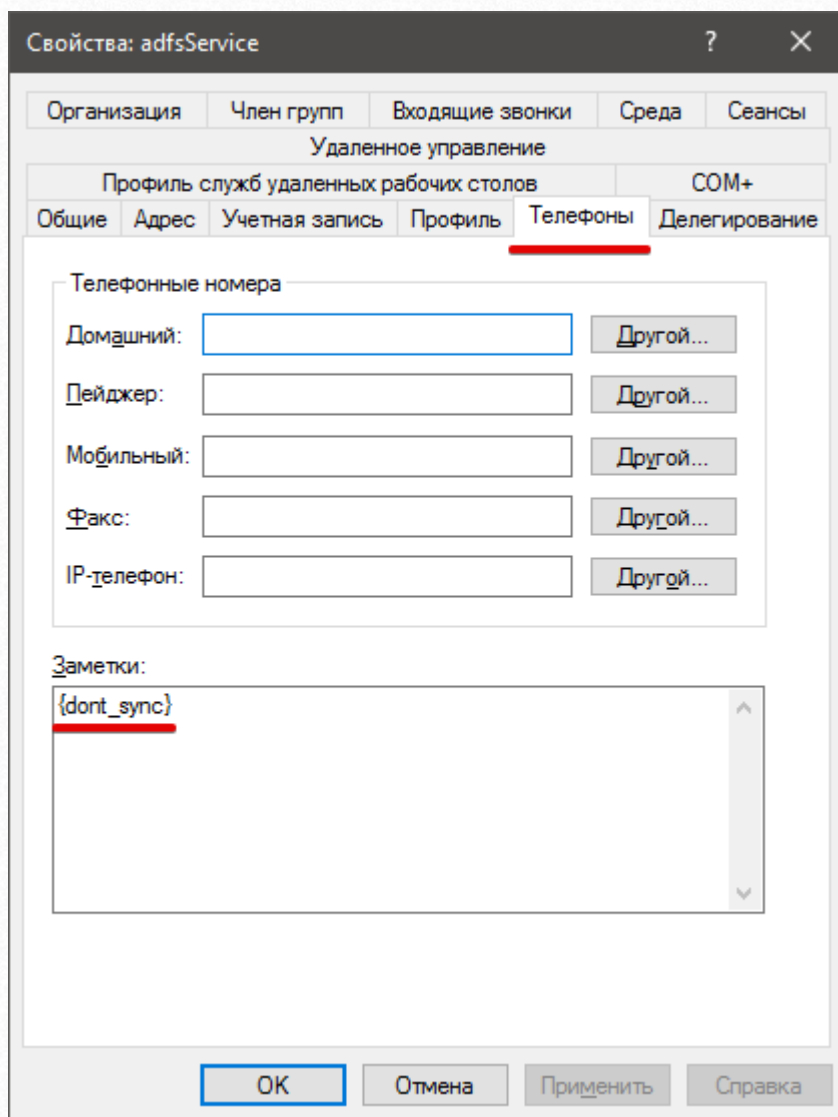 Свойства: adfsService ? ×
Организация Член групп Входящие звонки Среда Сеансы
Удаленное управление
Профиль служб удаленных рабочих столов COM+
Общие Адрес Учетная запись Профиль Телефоны Делегирование
Телефонные номера
Домашний: Другой...
Пейджер: Другой...
Мобильный: Другой...
Факс: Другой...
IP-телефон: Другой...
Заметки:
{dont_sync}
OK Отмена Применить Справка